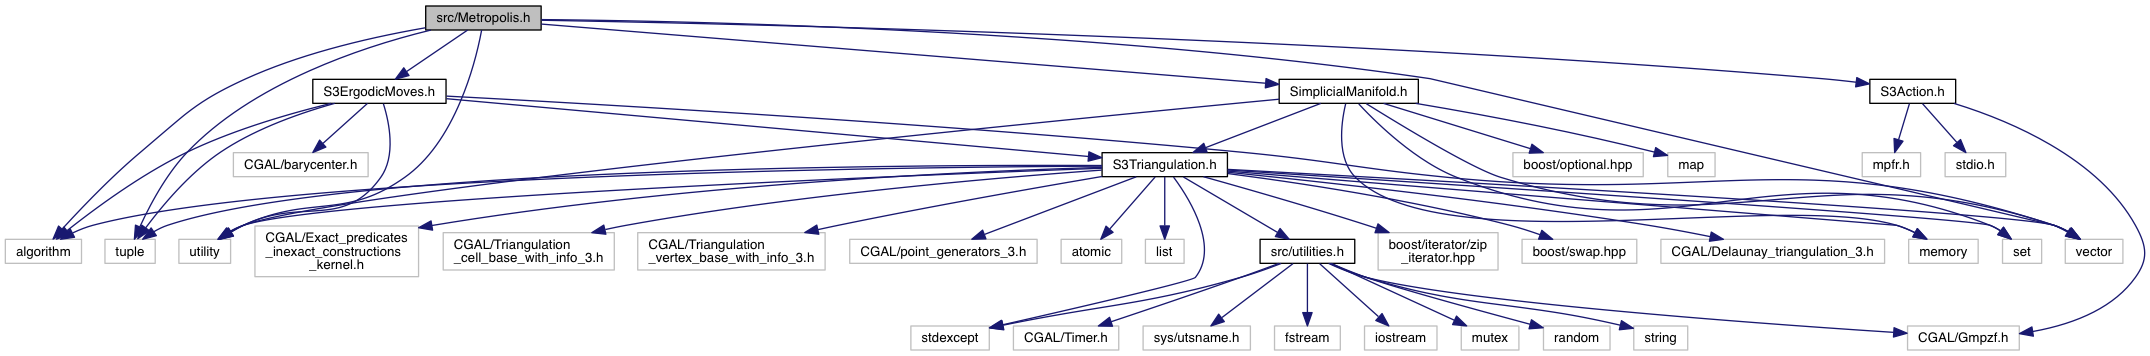 src/Metropolis.h
S3ErgodicMoves.h
SimplicialManifold.h
S3Action.h
CGAL/barycenter.h
S3Triangulation.h
boost/optional.hpp
map
mpfr.h
stdio.h
algorithm
tuple
utility
CGAL/Exact_predicates
_inexact_constructions
_kernel.h
CGAL/Triangulation
_cell_base_with_info_3.h
CGAL/Triangulation
_vertex_base_with_info_3.h
CGAL/point_generators_3.h
atomic
list
src/utilities.h
boost/iterator/zip
_iterator.hpp
boost/swap.hpp
CGAL/Delaunay_triangulation_3.h
memory
set
vector
stdexcept
CGAL/Timer.h
sys/utsname.h
fstream
iostream
mutex
random
string
CGAL/Gmpzf.h